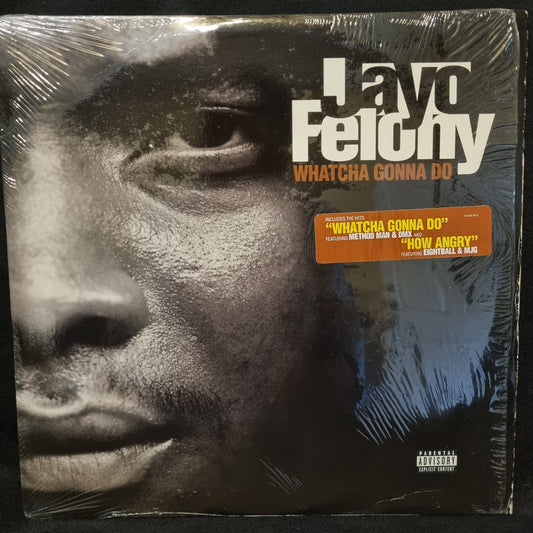 Jayo
Felony
WHATCHA GONNA DO
INCLUDES THE HITS
"WHATCHA GONNA DO"
FEATURING METHOD MAN & DMX AND
"HOW ANGRY"
FEATURING EIGHTBALL & MJG
PARENTAL
ADVISORY
EXPLICIT CONTENT